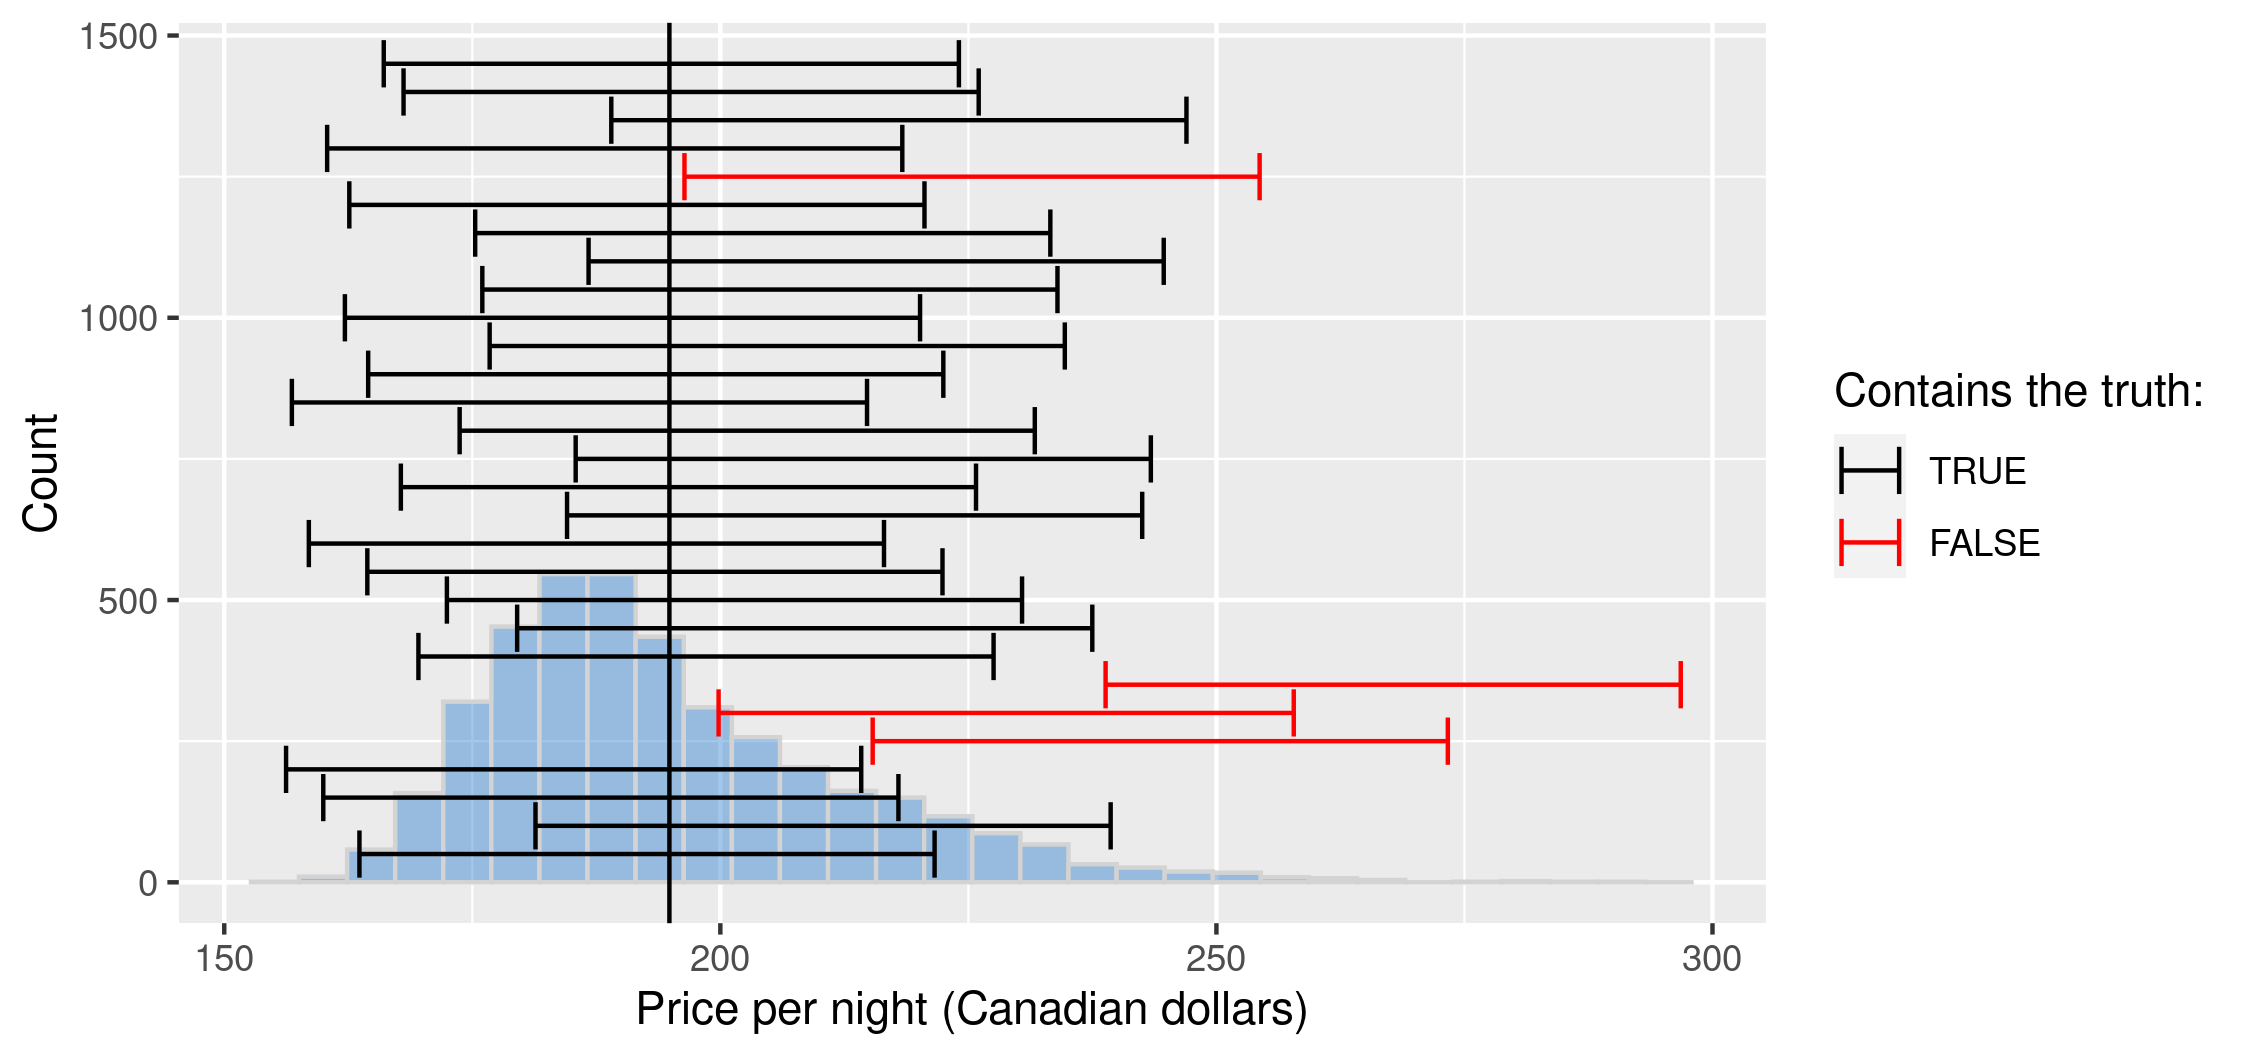 1500
1000
500
0
Count
150
200
250
300
Price per night (Canadian dollars)
Contains the truth:
TRUE
FALSE